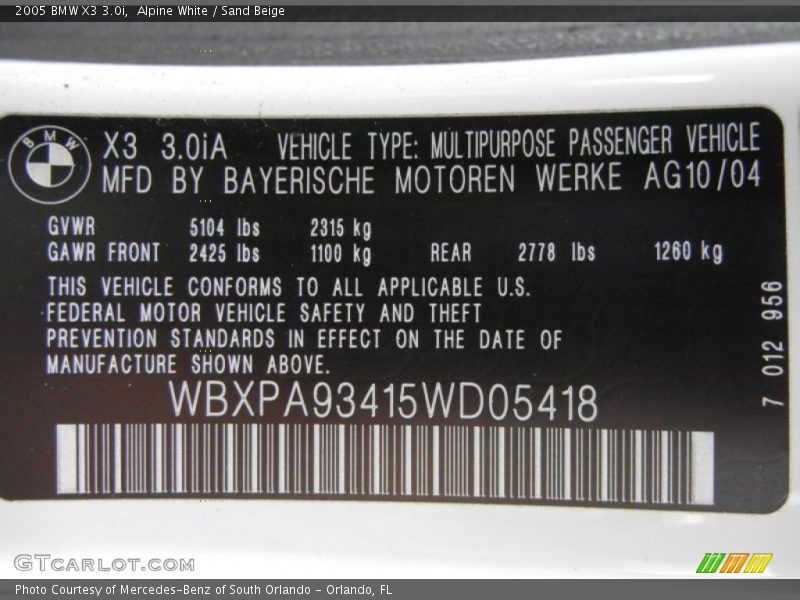 2005 BMW X3 3.0i,  Alpine White / Sand Beige
BMW
X3 3.0iA VEHICLE TYPE: MULTIPURPOSE PASSENGER VEHICLE
MFD BY BAYERISCHE MOTOREN WERKE AG10/04
GVWR 5104 lbs 2315 kg
GAWR FRONT 2425 lbs 1100 kg REAR 2778 lbs 1260 kg
THIS VEHICLE CONFORMS TO ALL APPLICABLE U.S.
FEDERAL MOTOR VEHICLE SAFETY AND THEFT
PREVENTION STANDARDS IN EFFECT ON THE DATE OF
MANUFACTURE SHOWN ABOVE.
7 012 956
WBXPA93415WD05418
GTCARLOT.COM
Photo Courtesy of Mercedes-Benz of South Orlando - Orlando, FL